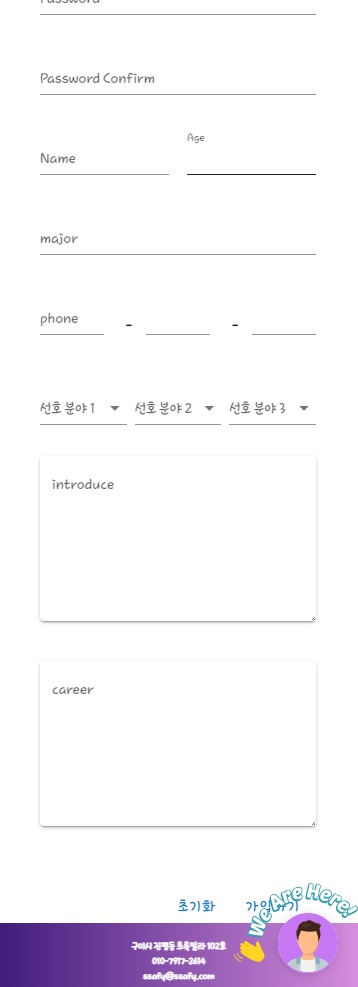 Password
Password Confirm
Age
Name
major
phone - -
선호 분야 1 선호 분야 2 선호 분야 3
introduce
career
초기화 가입하기
We Are Here!
구미시 진평동 초록빌라 102호
010-7917-2614
ssafy@ssafy.com